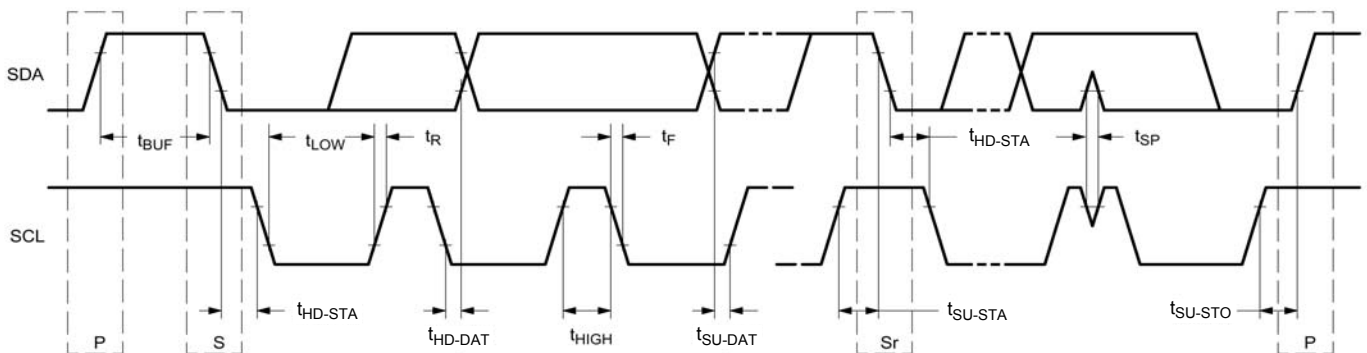 SDA
tBUF
tLOW
tR
tF
tHD-STA
tSP
SCL
tHD-STA
tHD-DAT
tHIGH
tSU-DAT
tSU-STA
tSU-STO
P
S
Sr
P